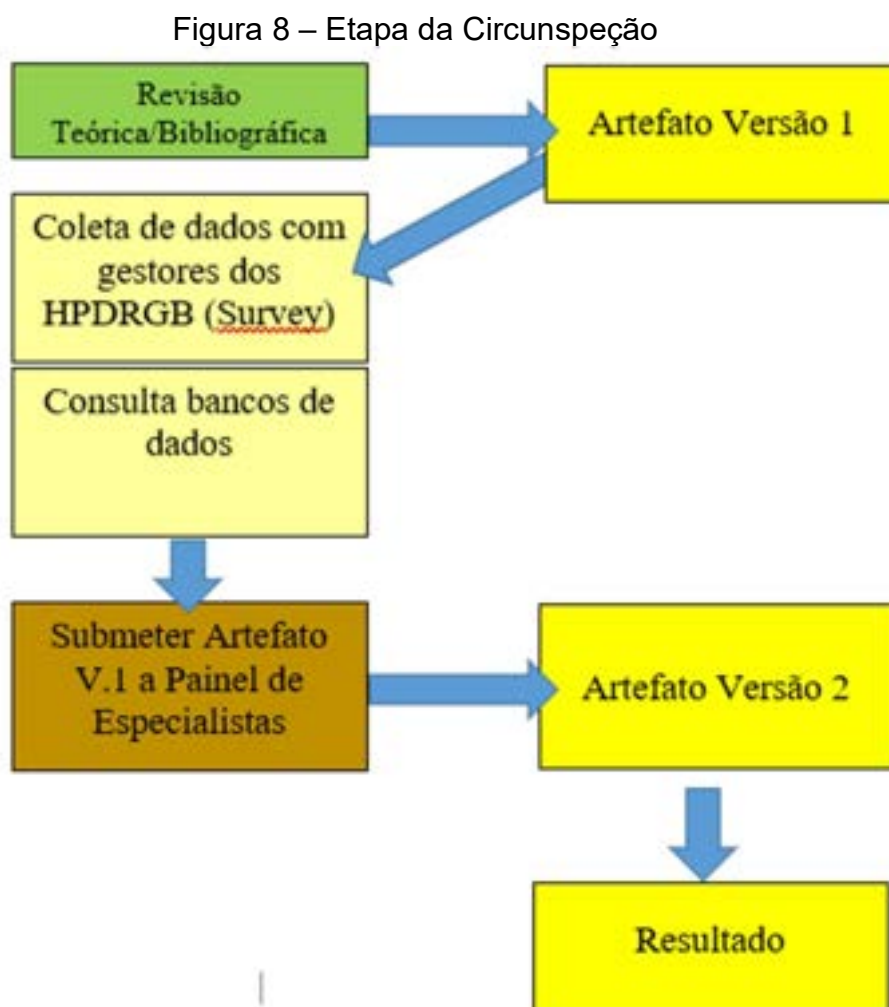 Figura 8 – Etapa da Circunspeção
Revisão
Teórica/Bibliográfica
Artefato Versão 1
Coleta de dados com
gestores dos
HPDRGB (Survey)
Consulta bancos de
dados
Submeter Artefato
V.1 a Painel de
Especialistas
Artefato Versão 2
Resultado